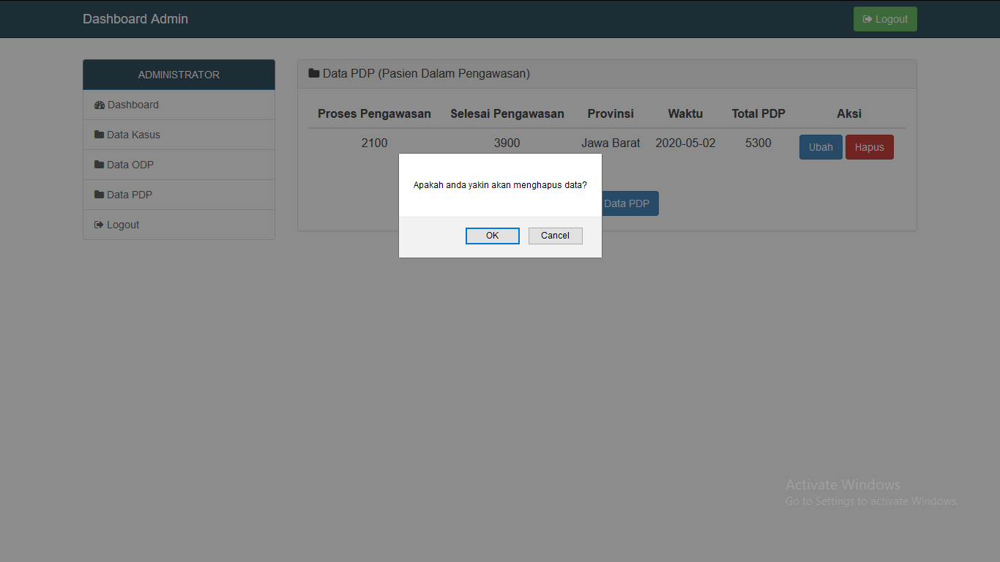 Dashboard Admin
Logout
ADMINISTRATOR
Dashboard
Data Kasus
Data ODP
Data PDP
Logout
Data PDP (Pasien Dalam Pengawasan)
Proses Pengawasan Selesai Pengawasan Provinsi Waktu Total PDP Aksi
2100 3900 Jawa Barat 2020-05-02 5300 Ubah Hapus
Apakah anda yakin akan menghapus data?
Data PDP
OK Cancel
Activate Windows
Go to Settings to activate Windows.